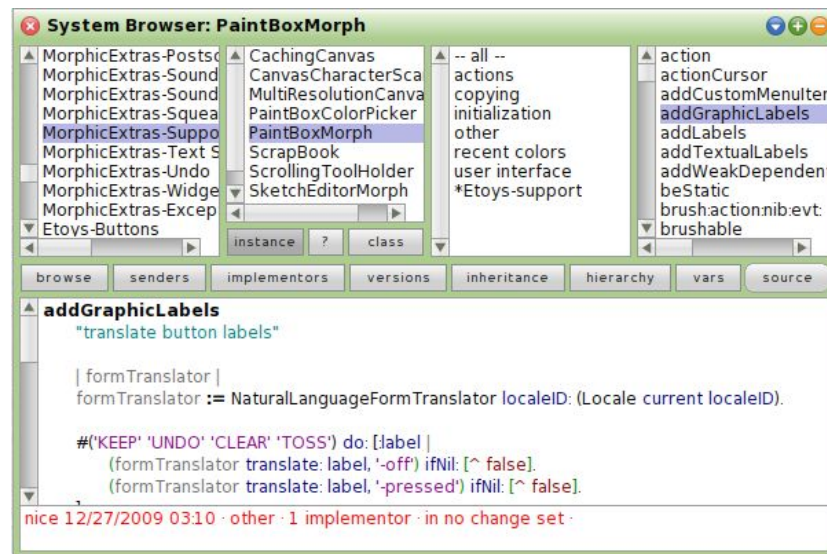 System Browser: PaintBoxMorph
MorphicExtras-Postsc
MorphicExtras-Sound
MorphicExtras-Sound
MorphicExtras-Squea
MorphicExtras-Suppo
MorphicExtras-Text S
MorphicExtras-Undo
MorphicExtras-Widge
MorphicExtras-Excep
Etoys-Buttons
CachingCanvas
CanvasCharacterSca
MultiResolutionCanva
PaintBoxColorPicker
PaintBoxMorph
ScrapBook
ScrollingToolHolder
SketchEditorMorph
instance ? class
-- all --
actions
copying
initialization
other
recent colors
user interface
*Etoys-support
action
actionCursor
addCustomMenuIter
addGraphicLabels
addLabels
addTextualLabels
addWeakDependent
beStatic
brush:action:nib:evt:
brushable
browse senders implementors versions inheritance hierarchy vars source
addGraphicLabels
"translate button labels"
| formTranslator |
formTranslator := NaturalLanguageFormTranslator localeID: (Locale current localeID).
#('KEEP' 'UNDO' 'CLEAR' 'TOSS') do: [:label |
(formTranslator translate: label, '-off') ifNil: [^ false].
(formTranslator translate: label, '-pressed') ifNil: [^ false].
nice 12/27/2009 03:10 · other · 1 implementor · in no change set ·